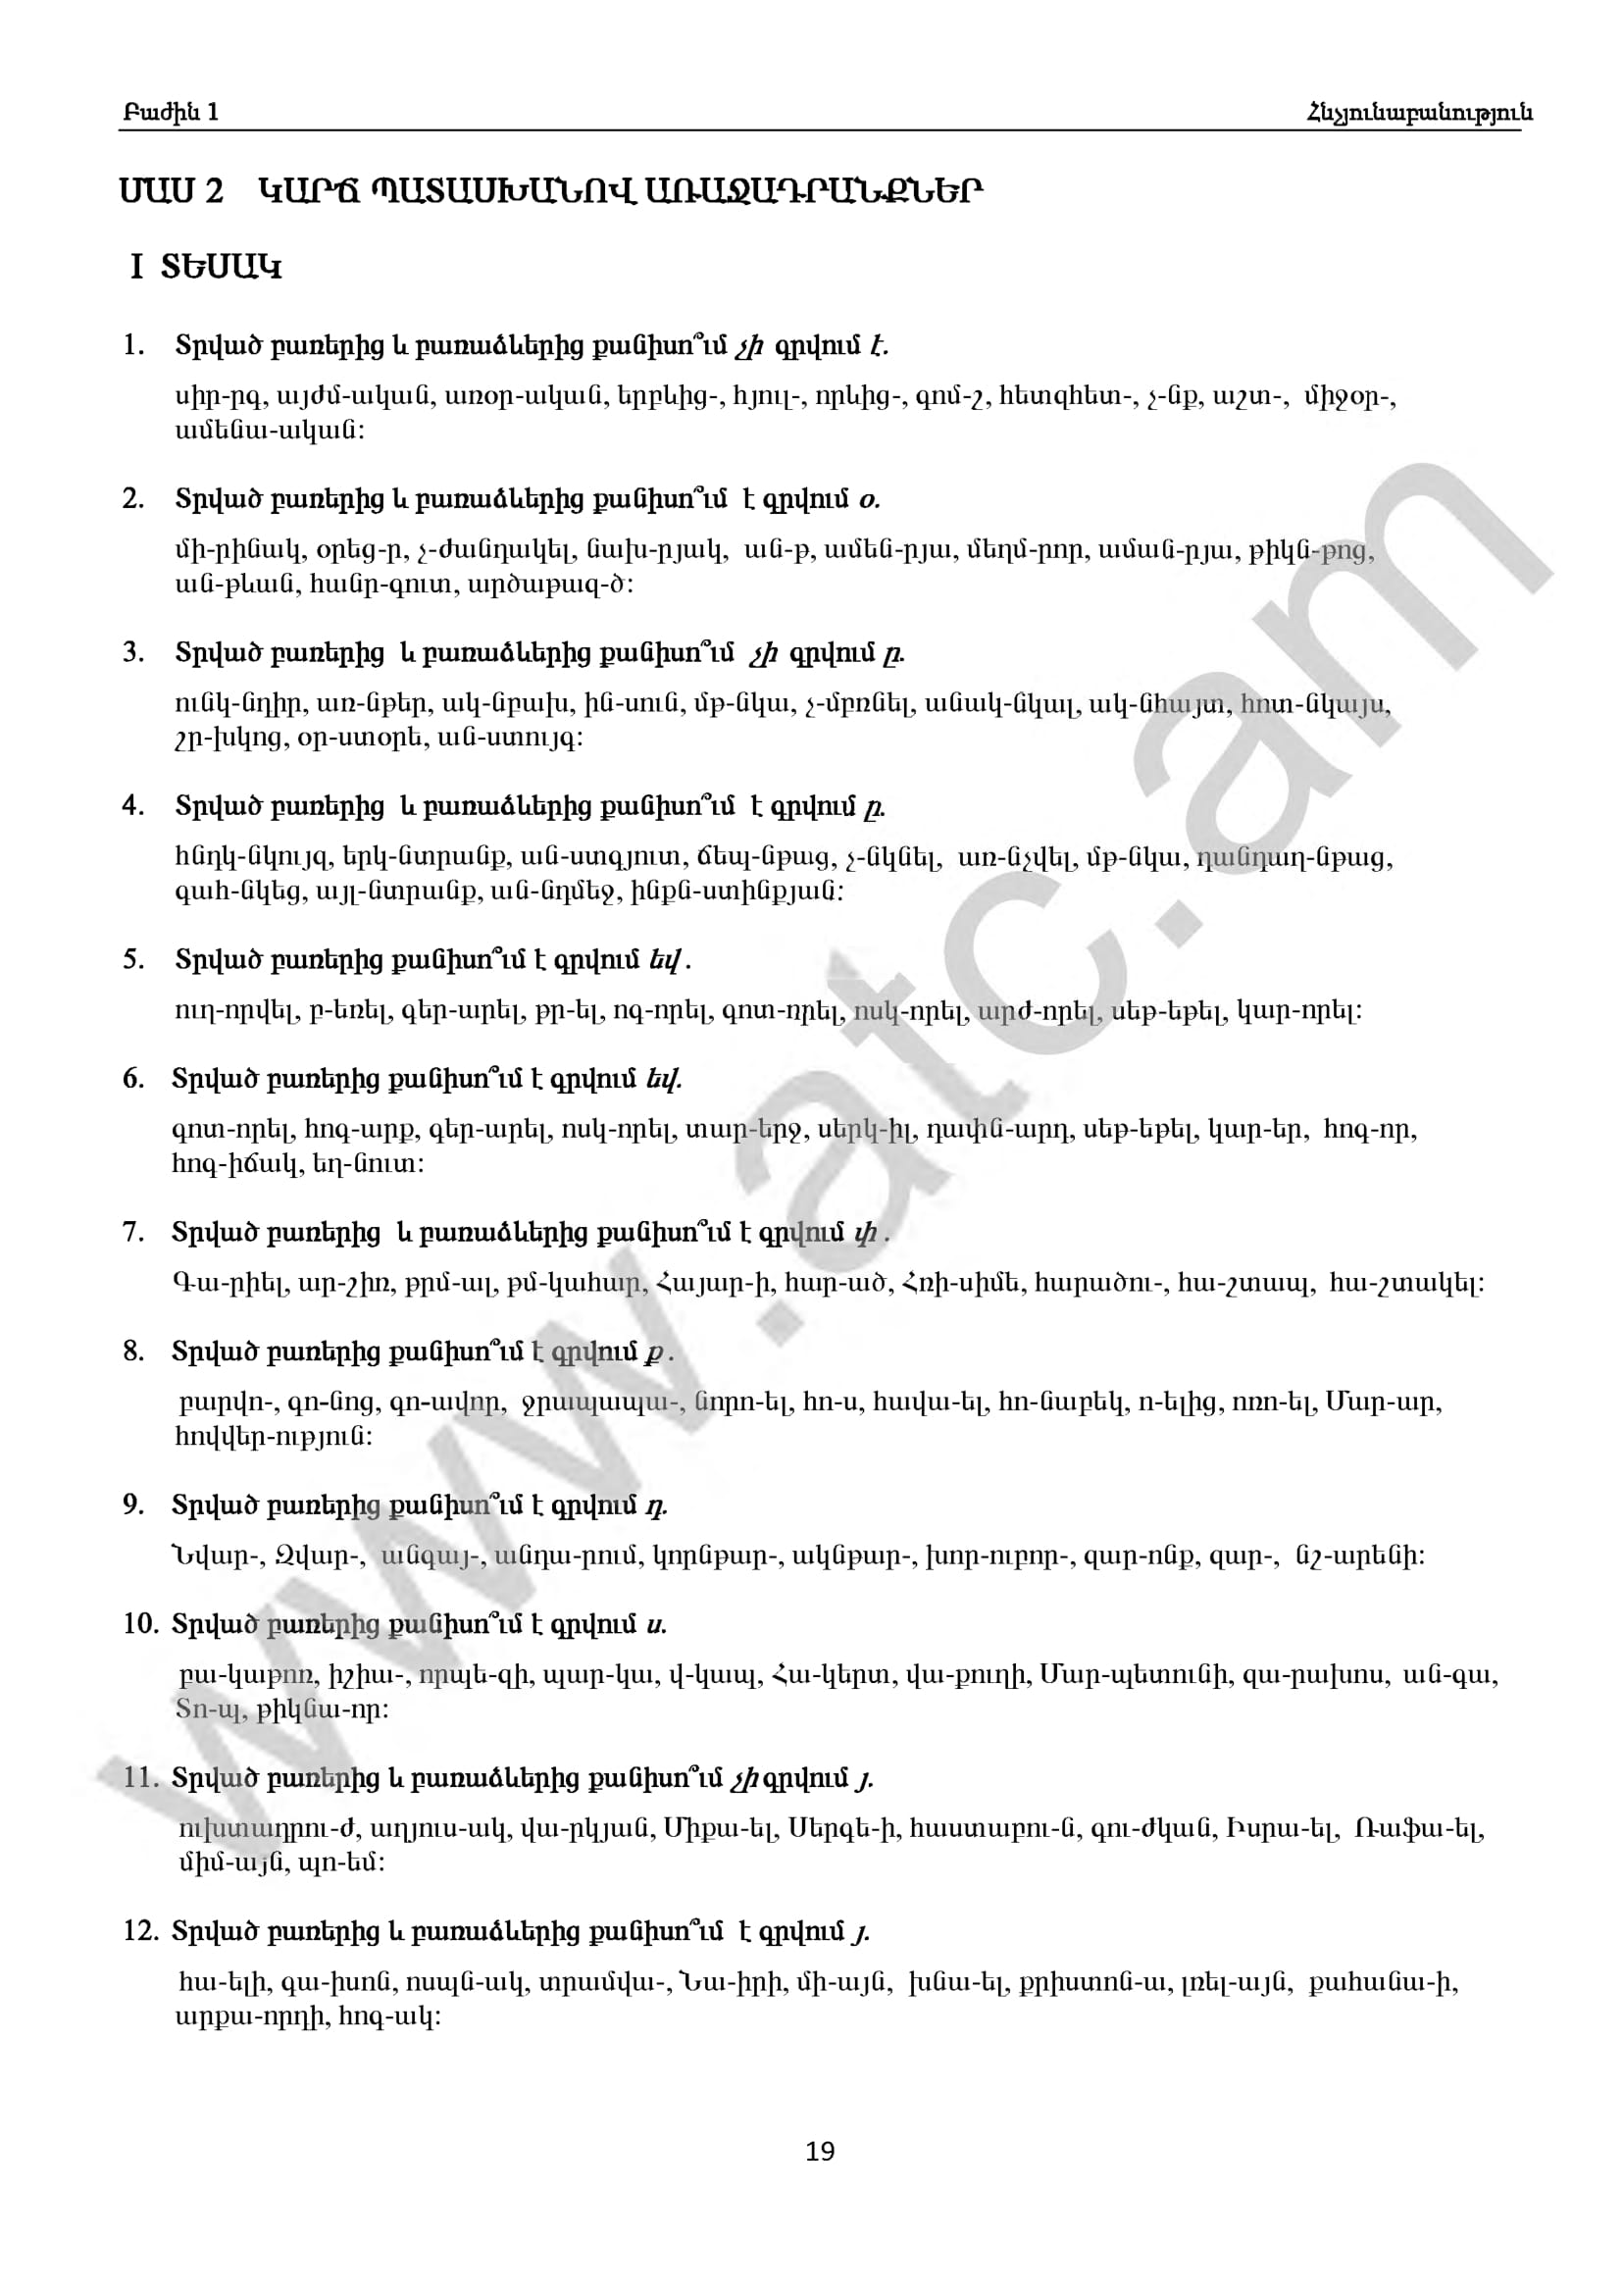 Բաժին 1 Հնչյունաբանություն
ՄԱՍ 2 ԿԱՐՃ ՊԱՏԱՍԽԱՆՈՎ ԱՌԱՋԱԴՐԱՆՔՆԵՐ
I ՏԵՍԱԿ
1. Տրված բառերից և բառաձևերից քանիսո՞ւմ չի գրվում է.
սիր-րգ, այժմ-ական, առօր-ական, երբևից-, հյուլ-, որևից-, գոմ-շ, հետզհետ-, չ-նք, աշտ-, միջօր-,
ամենա-ական:
2. Տրված բառերից և բառաձևերից քանիսո՞ւմ է գրվում օ.
մի-րինակ, օրեց-ր, չ-ժանդակել, նախ-րյակ, ան-թ, ամեն-րյա, մեղմ-րոր, աման-րյա, թիկն-թոց,
ան-թևան, հանր-գուտ, արծաթազ-ծ:
3. Տրված բառերից և բառաձևերից քանիսո՞ւմ չի գրվում ը.
ունկ-նդիր, առ-նթեր, ակ-նբախ, ին-սուն, մթ-նկա, չ-մբռնել, անակ-նկալ, ակ-նհայտ, հոտ-նկայս,
շր-խկոց, օր-ստօրե, ան-ստույգ:
4. Տրված բառերից և բառաձևերից քանիսո՞ւմ է գրվում ը.
հնդկ-նկույզ, երկ-նտրանք, ան-ստգյուտ, ճեպ-նթաց, չ-նկնել, առ-նչվել, մթ-նկա, դանդաղ-նթաց,
գահ-նկեց, այլ-նտրանք, ան-նդմեջ, ինքն-ստինքյան:
5. Տրված բառերից քանիսո՞ւմ է գրվում եվ .
ուղ-որվել, բ-եռել, գեր-արել, թր-ել, ոգ-որել, գոտ-որել, ոսկ-որել, արժ-որել, սեթ-եթել, կար-որել:
6. Տրված բառերից քանիսո՞ւմ է գրվում եվ.
գոտ-որել, հոգ-արք, գեր-արել, ոսկ-որել, տար-երջ, սերկ-իլ, դափն-արդ, սեթ-եթել, կար-եր, հոգ-որ,
հոգ-իճակ, եղ-նուտ:
7. Տրված բառերից և բառաձևերից քանիսո՞ւմ է գրվում փ .
Գա-րիել, ար-շիռ, թրմ-ալ, թմ-կահար, Հայար-ի, հար-ած, Հռի-սիմե, հարածու-, հա-շտապ, հա-շտակել:
8. Տրված բառերից քանիսո՞ւմ է գրվում ք .
բարվո-, գո-նոց, գո-ավոր, ջրապապա-, նորո-ել, հո-ս, հավա-ել, հո-նաբեկ, ո-ելից, ոռո-ել, Մար-ար,
հովվեր-ություն:
9. Տրված բառերից քանիսո՞ւմ է գրվում դ.
Նվար-, Զվար-, անգայ-, անդա-րում, կորնթար-, ակնթար-, խոր-ուբոր-, զար-ոնք, զար-, նշ-արենի:
10. Տրված բառերից քանիսո՞ւմ է գրվում ս.
բա-կաթոռ, իշիա-, որպե-զի, պար-կա, վ-կապ, Հա-կերտ, վա-քուղի, Մար-պետունի, զա-րախոս, ան-գա,
Տո-պ, թիկնա-որ:
11. Տրված բառերից և բառաձևերից քանիսո՞ւմ չի գրվում յ.
ուխտադրու-ժ, աղյուս-ակ, վա-րկյան, Միքա-ել, Սերգե-ի, հաստաբու-ն, գու-ժկան, Իսրա-ել, Ռաֆա-ել,
միմ-այն, պո-եմ:
12. Տրված բառերից և բառաձևերից քանիսո՞ւմ է գրվում յ.
հա-ելի, գա-իսոն, ոսպն-ակ, տրամվա-, Նա-իրի, մի-այն, խնա-ել, քրիստոն-ա, լռել-այն, քահանա-ի,
արքա-որդի, հոգ-ակ:
19
www.atc.am